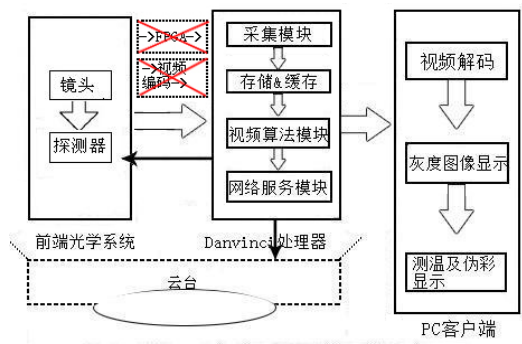 ->FPGA->
->视频
编码->
镜头
探测器
前端光学系统
采集模块
存储&缓存
视频算法模块
网络服务模块
Danvinci处理器
云台
视频解码
灰度图像显示
测温及伪彩
显示
PC客户端